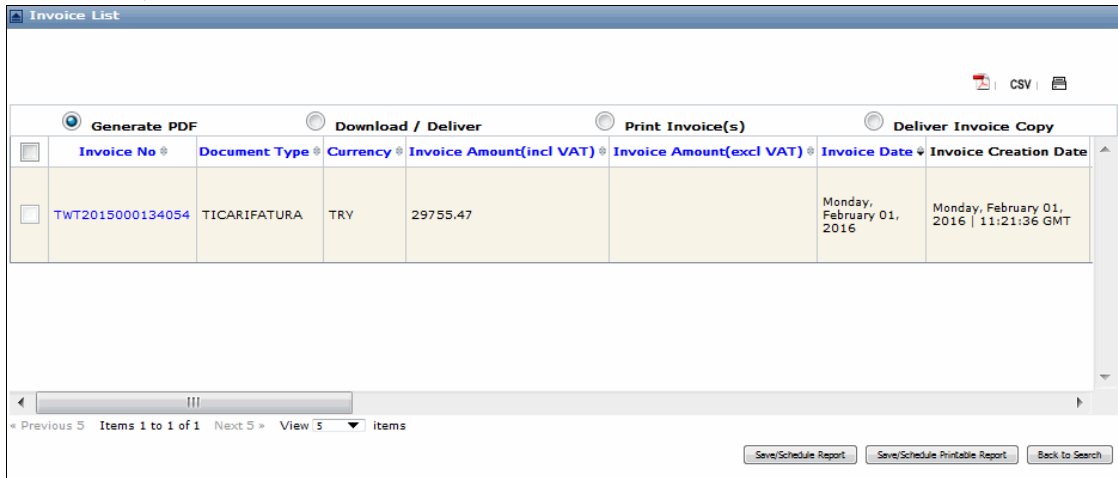 Invoice List
CSV
Generate PDF Download / Deliver Print Invoice(s) Deliver Invoice Copy
Invoice No Document Type Currency Invoice Amount(incl VAT) Invoice Amount(excl VAT) Invoice Date Invoice Creation Date
TWT2015000134054 TICARIFATURA TRY 29755.47 Monday, February 01, 2016 Monday, February 01, 2016 | 11:21:36 GMT
« Previous 5 Items 1 to 1 of 1 Next 5 » View 5 items
Save/Schedule Report Save/Schedule Printable Report Back to Search